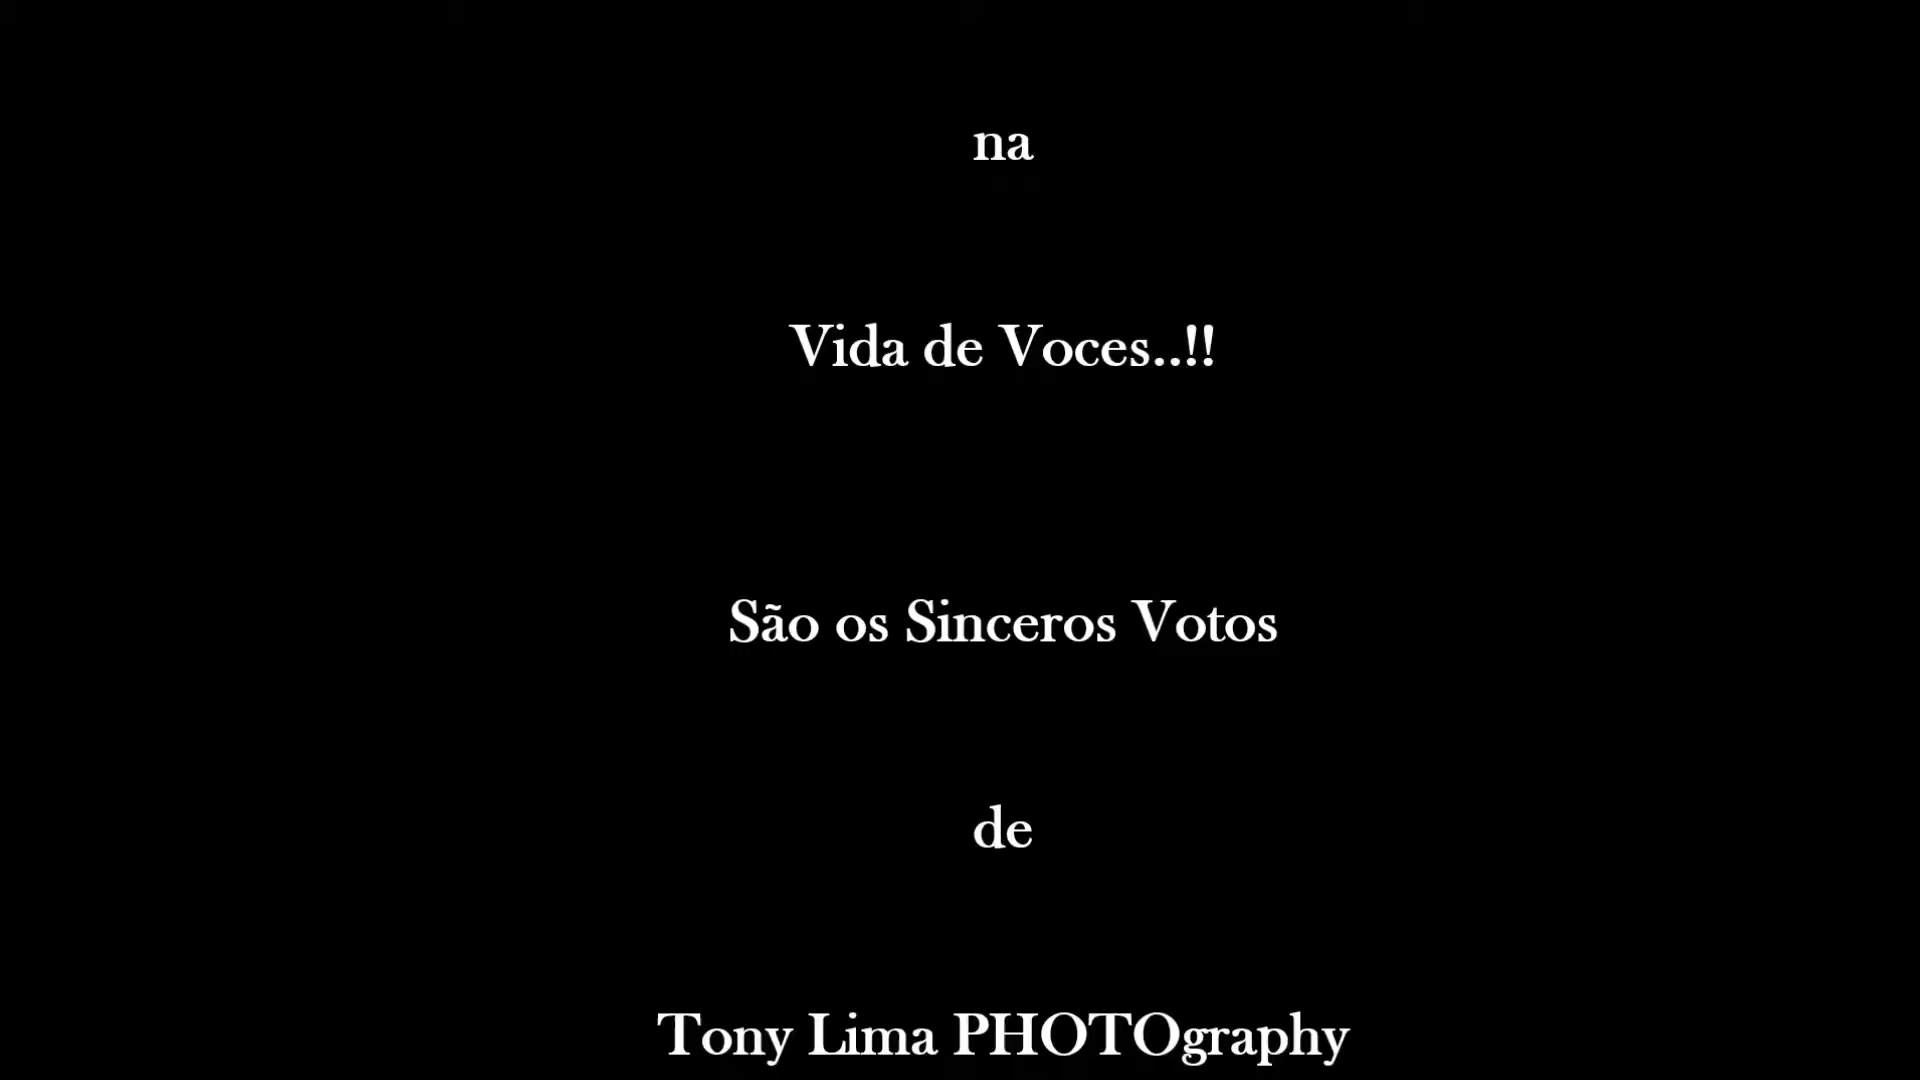 na
Vida de Voces..!!
São os Sinceros Votos
de
Tony Lima PHOTOgraphy